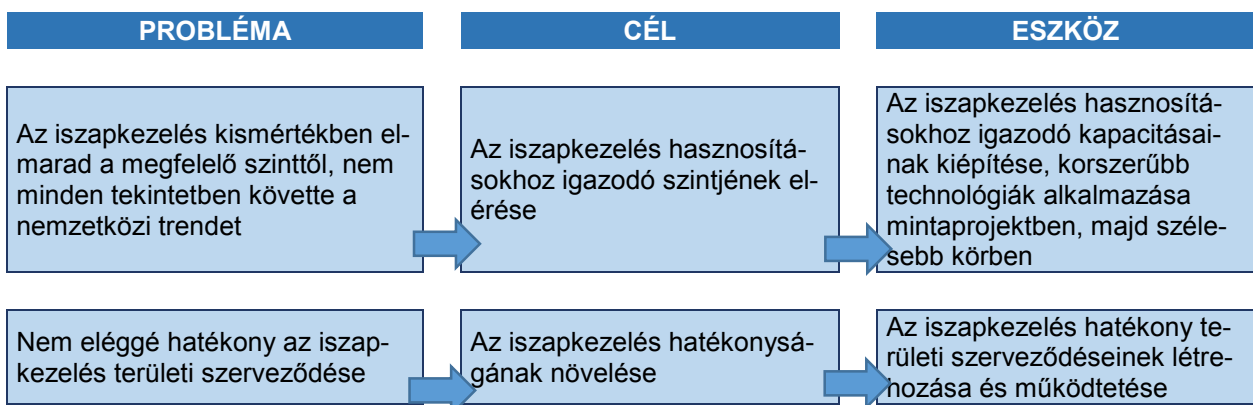 PROBLÉMA
CÉL
ESZKÖZ
Az iszapkezelés kismértékben el-
marad a megfelelő szinttől, nem
minden tekintetben követte a
nemzetközi trendet
Az iszapkezelés hasznosítá-
sokhoz igazodó szintjének el-
érése
Az iszapkezelés hasznosítá-
sokhoz igazodó kapacitásai-
nak kiépítése, korszerűbb
technológiák alkalmazása
mintaprojektben, majd széle-
sebb körben
Nem eléggé hatékony az iszap-
kezelés területi szerveződése
Az iszapkezelés hatékonysá-
gának növelése
Az iszapkezelés hatékony te-
rületi szerveződéseinek létre-
hozása és működtetése